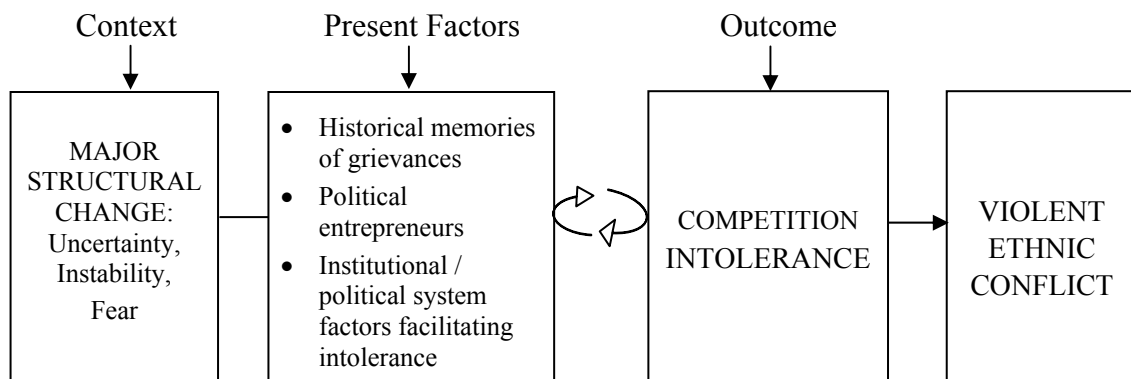 Context
Present Factors
Outcome
MAJOR
STRUCTURAL
CHANGE:
Uncertainty,
Instability,
Fear
• Historical memories
of grievances
• Political
entrepreneurs
• Institutional /
political system
factors facilitating
intolerance
COMPETITION
INTOLERANCE
VIOLENT
ETHNIC
CONFLICT